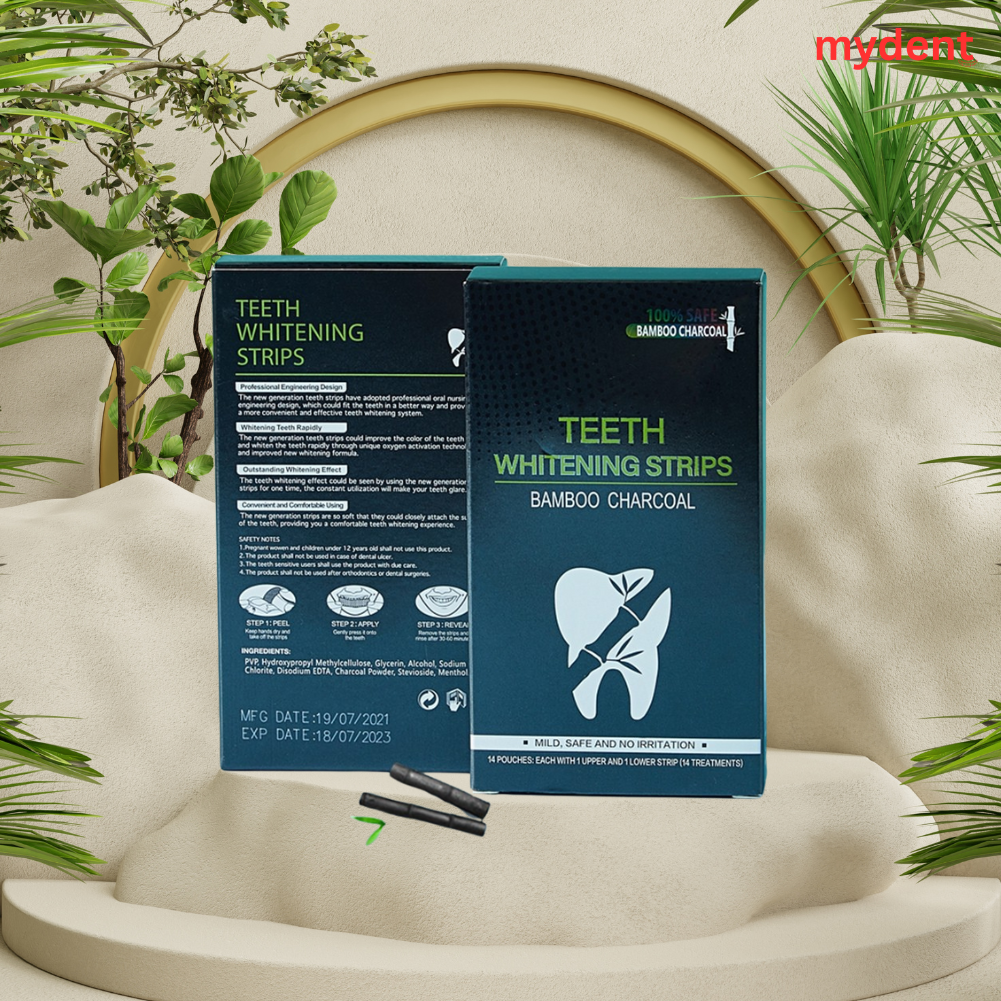 mydent
TEETH
WHITENING
STRIPS
Professional Engineering Design
The new generation teeth strips have adopted professional oral
engineering design, which could fit the teeth in a better way and
a more convenient and effective teeth whitening system.
Whitening Teeth Rapidly
The new generation teeth strips could improve the color of the teeth
and whiten the teeth rapidly through unique oxygen activation
and improved new whitening formula.
Outstanding Whitening Effect
The teeth whitening effect could be seen by using the new generation
strips for one time, the constant utilization will make your teeth glare.
Convenient and Comfortable Using
The new generation strips are so soft that they could closely attach the
of the teeth, providing you a comfortable teeth whitening experience.
SAFETY NOTES
1.Pregnant women and children under 12 years old shall not use this product.
2.The product shall not be used in case of dental ulcer.
3.The teeth sensitive users shall use the product with due care.
4.The product shall not be used after orthodontics or dental surgeries.
STEP 1: PEEL
Keep hands dry and
take off the strips
STEP 2: APPLY
Gently press it onto
the teeth
STEP 3: REVEA
Remove the strips and
rinse after 30-60
INGREDIENTS:
PVP, Hydroxypropyl Methylcellulose, Glycerin, Alcohol, Sodium
Chlorite, Disodium EDTA, Charcoal Powder, Stevioside, Menthol
MFG DATE:19/07/2021
EXP DATE:18/07/2023
100% SAFE
BAMBOO CHARCOAL
TEETH
WHITENING STRIPS
BAMBOO CHARCOAL
▪ MILD, SAFE AND NO IRRITATION ▪
14 POUCHES: EACH WITH 1 UPPER AND 1 LOWER STRIP (14 TREATMENTS)